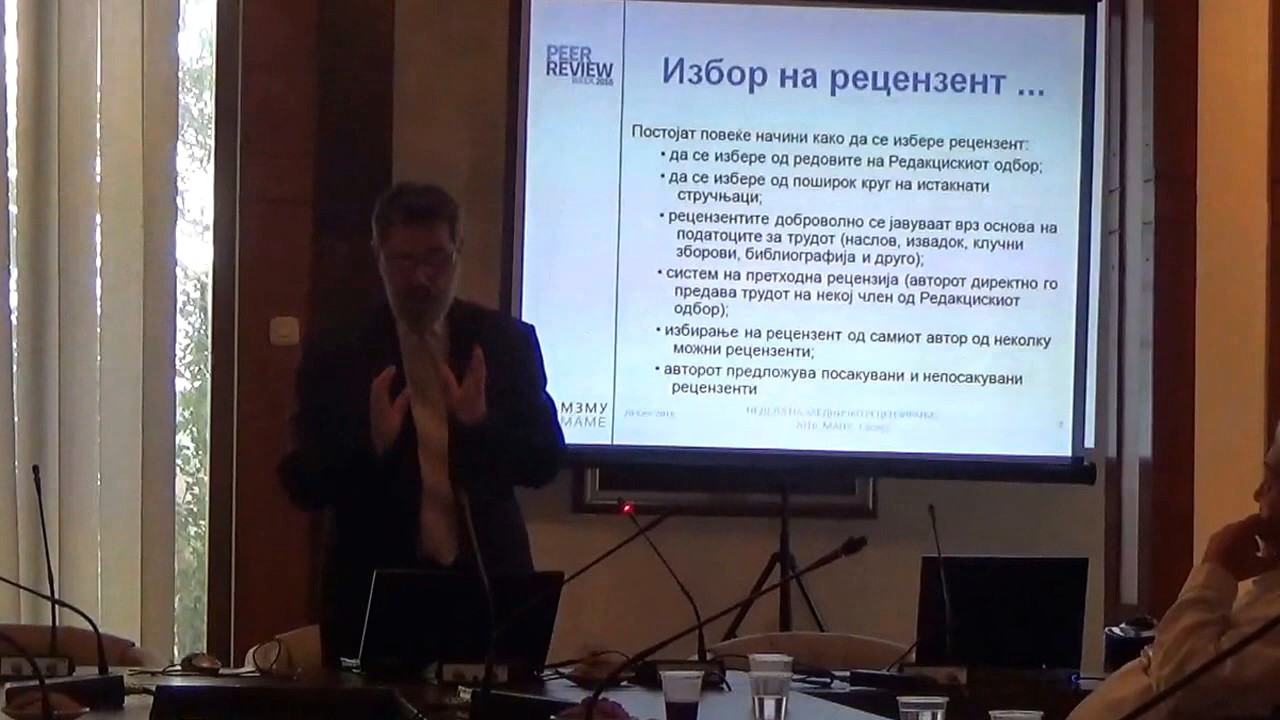 PEER
REVIEW
WEEK 2016
Избор на рецензент ...
Постојат повеќе начини како да се избере рецензент:
• да се избере од редовите на Редакцискиот одбор;
• да се избере од поширок круг на истакнати
стручњаци;
• рецензентите доброволно се јавуваат врз основа на
податоците за трудот (наслов, извадок, клучни
зборови, библиографија и друго);
• систем на претходна рецензија (авторот директно го
предава трудот на некој член од Редакцискиот
одбор);
• избирање на рецензент од самиот автор од неколку
можни рецензенти;
• авторот предложува посакувани и непосакувани
рецензенти
МЗМУ
MAME
2016